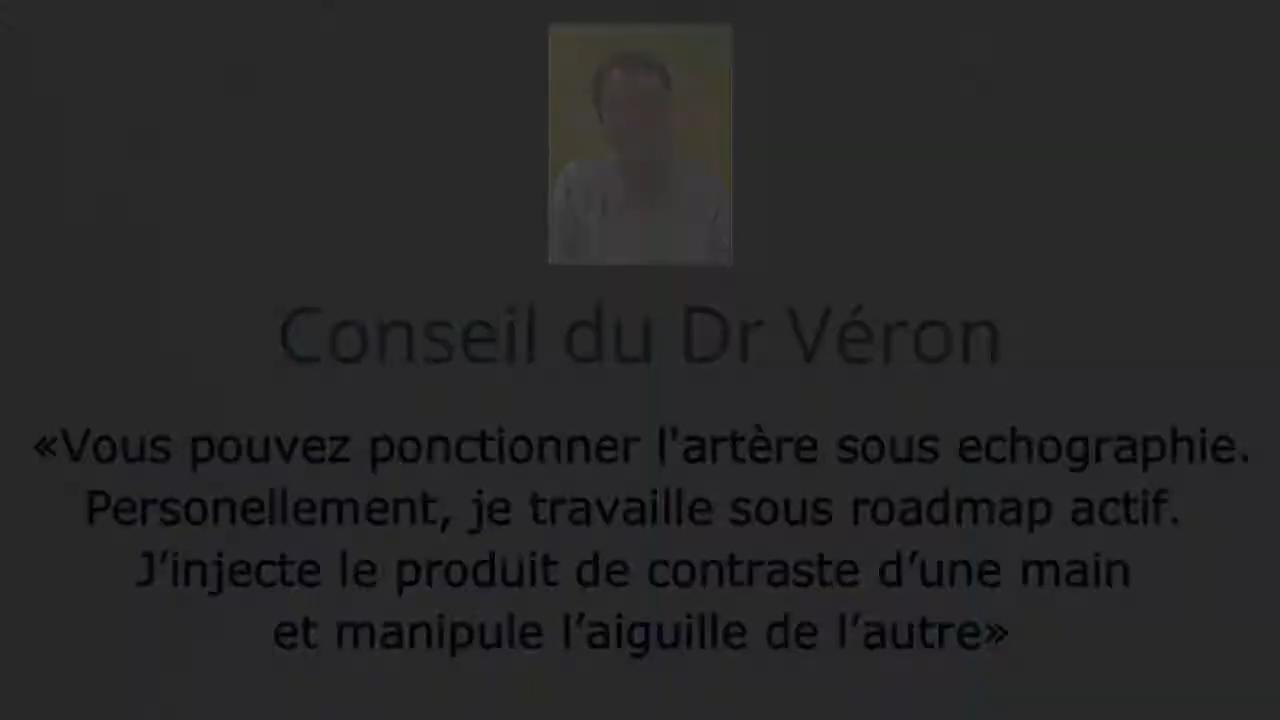 Conseil du Dr Véron
«Vous pouvez ponctionner l'artère sous echographie.
Personellement, je travaille sous roadmap actif.
J’injecte le produit de contraste d’une main
et manipule l’aiguille de l’autre»